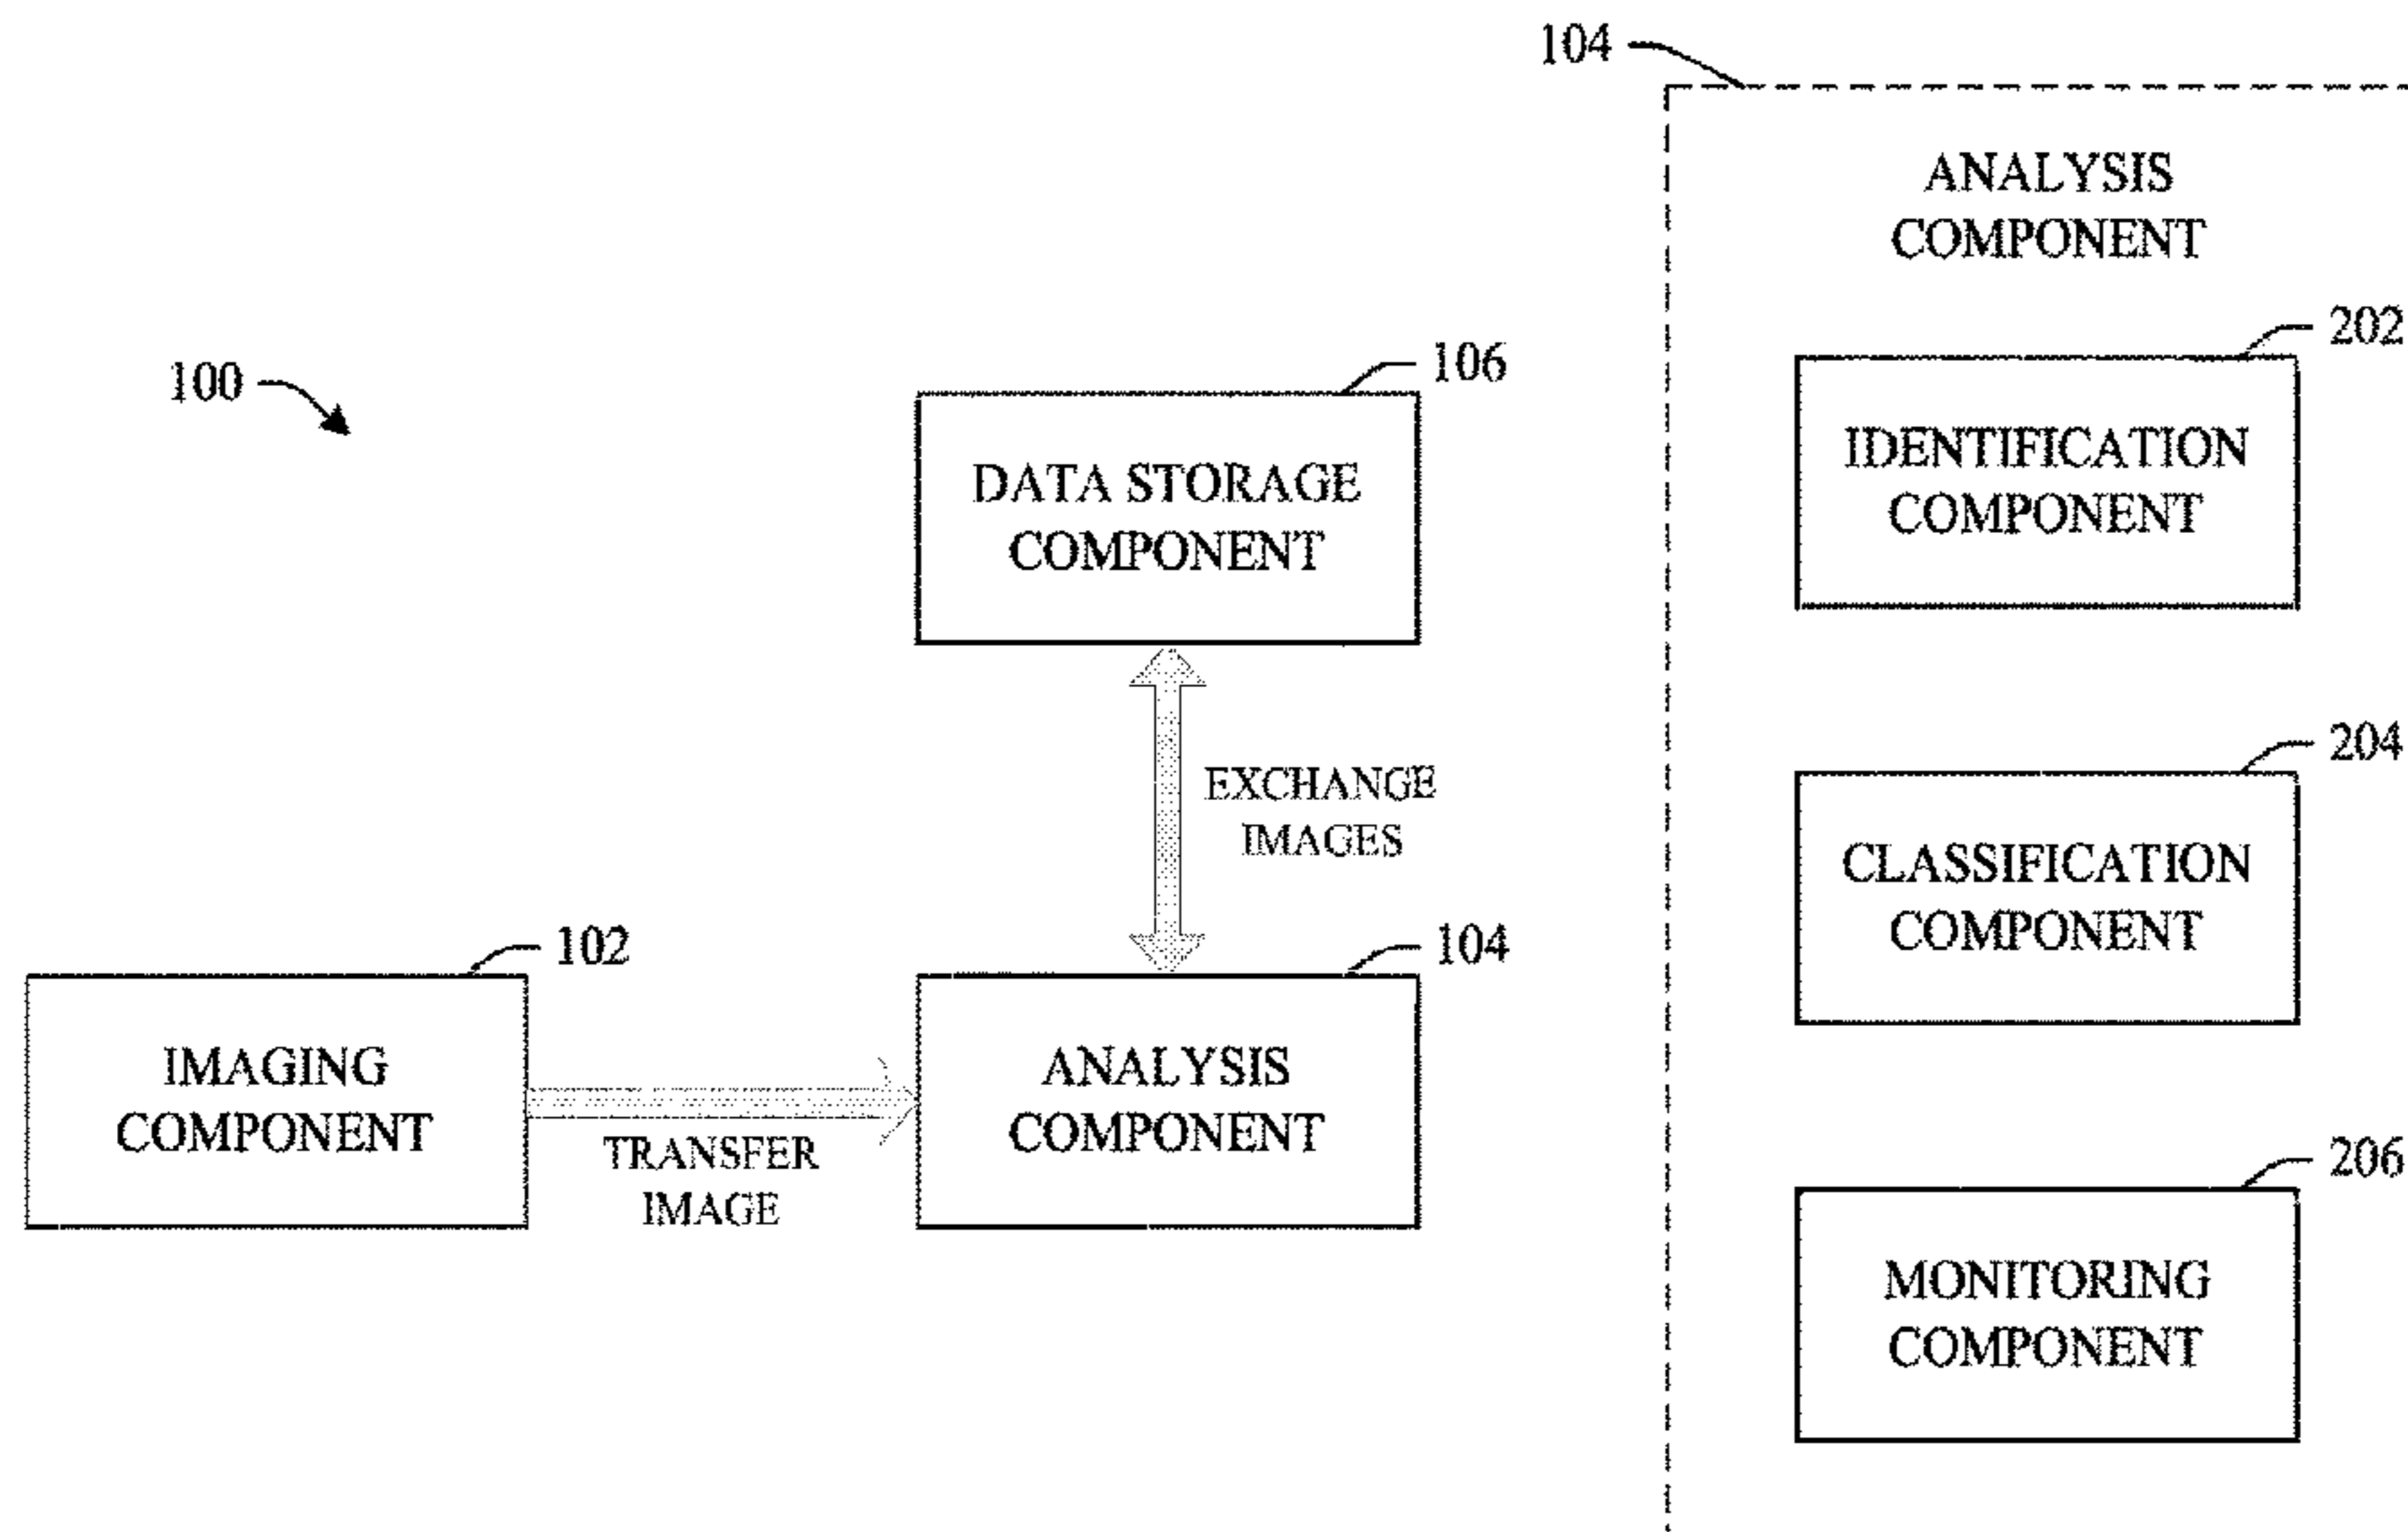 100
106
DATA STORAGE
COMPONENT
EXCHANGE
IMAGES
102
IMAGING
COMPONENT
TRANSFER
IMAGE
104
ANALYSIS
COMPONENT
104
ANALYSIS
COMPONENT
202
IDENTIFICATION
COMPONENT
204
CLASSIFICATION
COMPONENT
206
MONITORING
COMPONENT